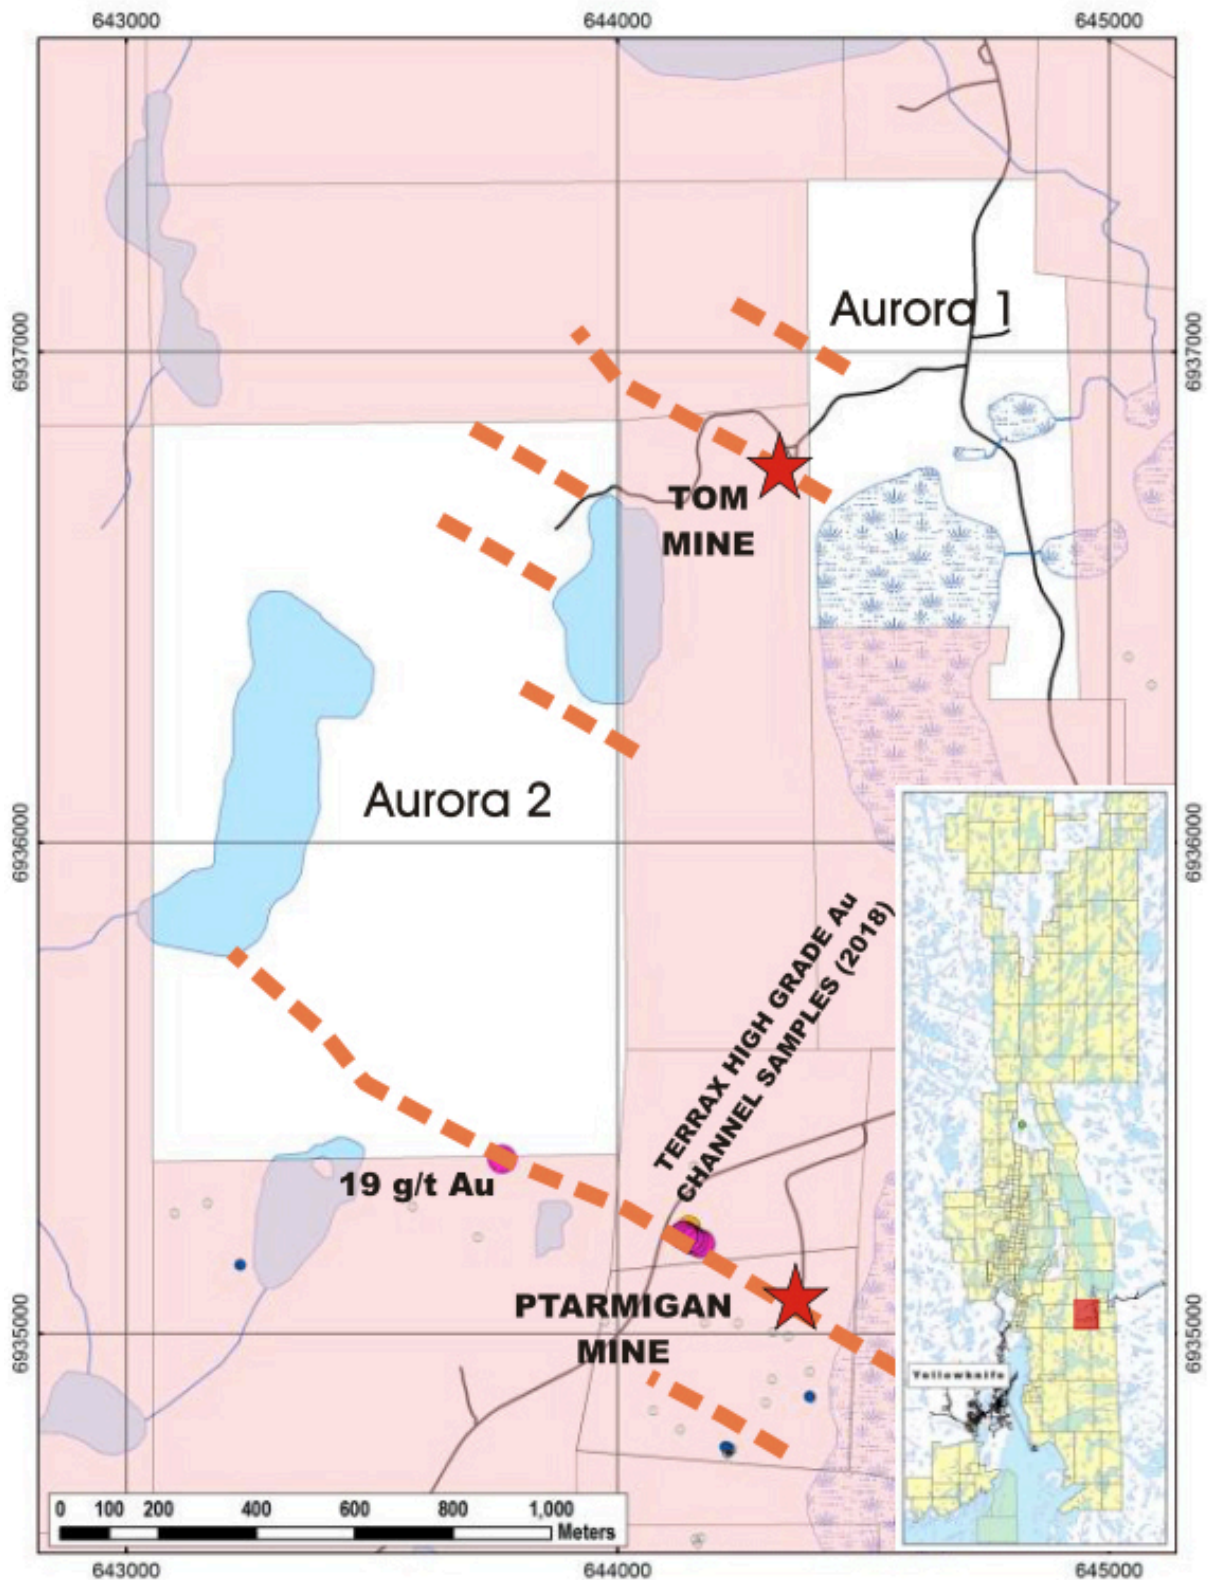 643000
644000
645000
Aurora 1
6937000
6937000
TOM
MINE
Aurora 2
6936000
6936000
TERRAX HIGH GRADE Au
CHANNEL SAMPLES (2018)
19 g/t Au
PTARMIGAN
MINE
6935000
6935000
Yellowknife
0 100 200 400 600 800 1,000
Meters
643000
644000
645000